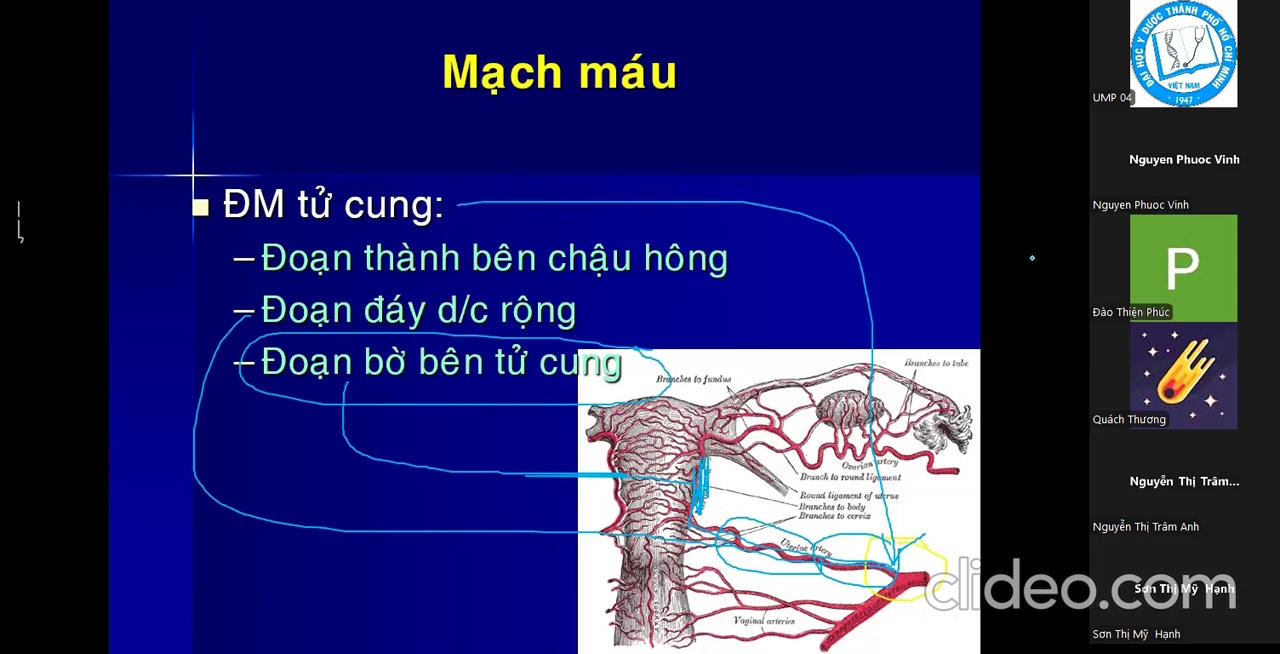 Mạch máu
ĐM tử cung:
–Đoạn thành bên chậu hông
–Đoạn đáy d/c rộng
–Đoạn bờ bên tử cung
Branches to fundus
Branches to tube
Ovarian artery
Branch to round ligament
Round ligament of uterus
Branches to body
Branches to cervix
Uterine artery
Vaginal arteries
clideo.com
ĐẠI HỌC Y DƯỢC THÀNH PHỐ HỒ CHÍ MINH
VIỆT NAM
1947
UMP 04
Nguyen Phuoc Vinh
Nguyen Phuoc Vinh
P
Đào Thiện Phúc
Quách Thương
Nguyễn Thị Trâm...
Nguyễn Thị Trâm Anh
Sơn Thị Mỹ Hạnh
Sơn Thị Mỹ Hạnh